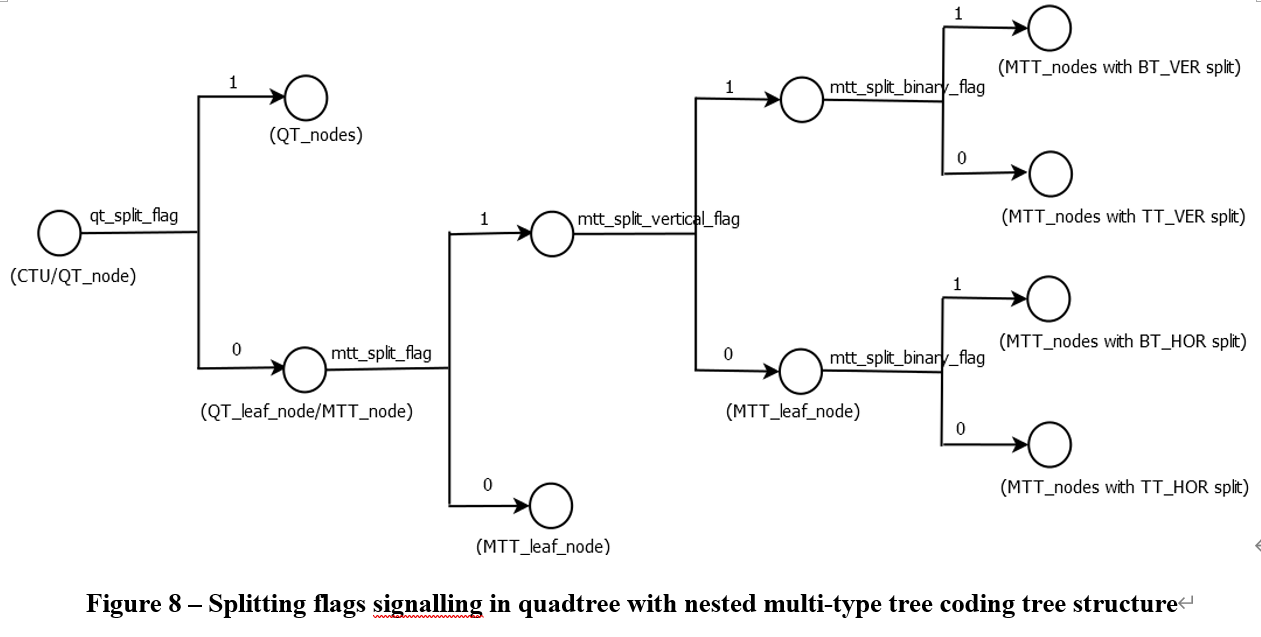 1
(MTT_nodes with BT_VER split)
1
(QT_nodes)
1
mtt_split_binary_flag
0
(MTT_nodes with TT_VER split)
qt_split_flag
(CTU/QT_node)
1
mtt_split_vertical_flag
1
(MTT_nodes with BT_HOR split)
0
mtt_split_flag
(QT_leaf_node/MTT_node)
0
mtt_split_binary_flag
(MTT_leaf_node)
0
(MTT_nodes with TT_HOR split)
0
(MTT_leaf_node)
Figure 8 – Splitting flags signalling in quadtree with nested multi-type tree coding tree structure